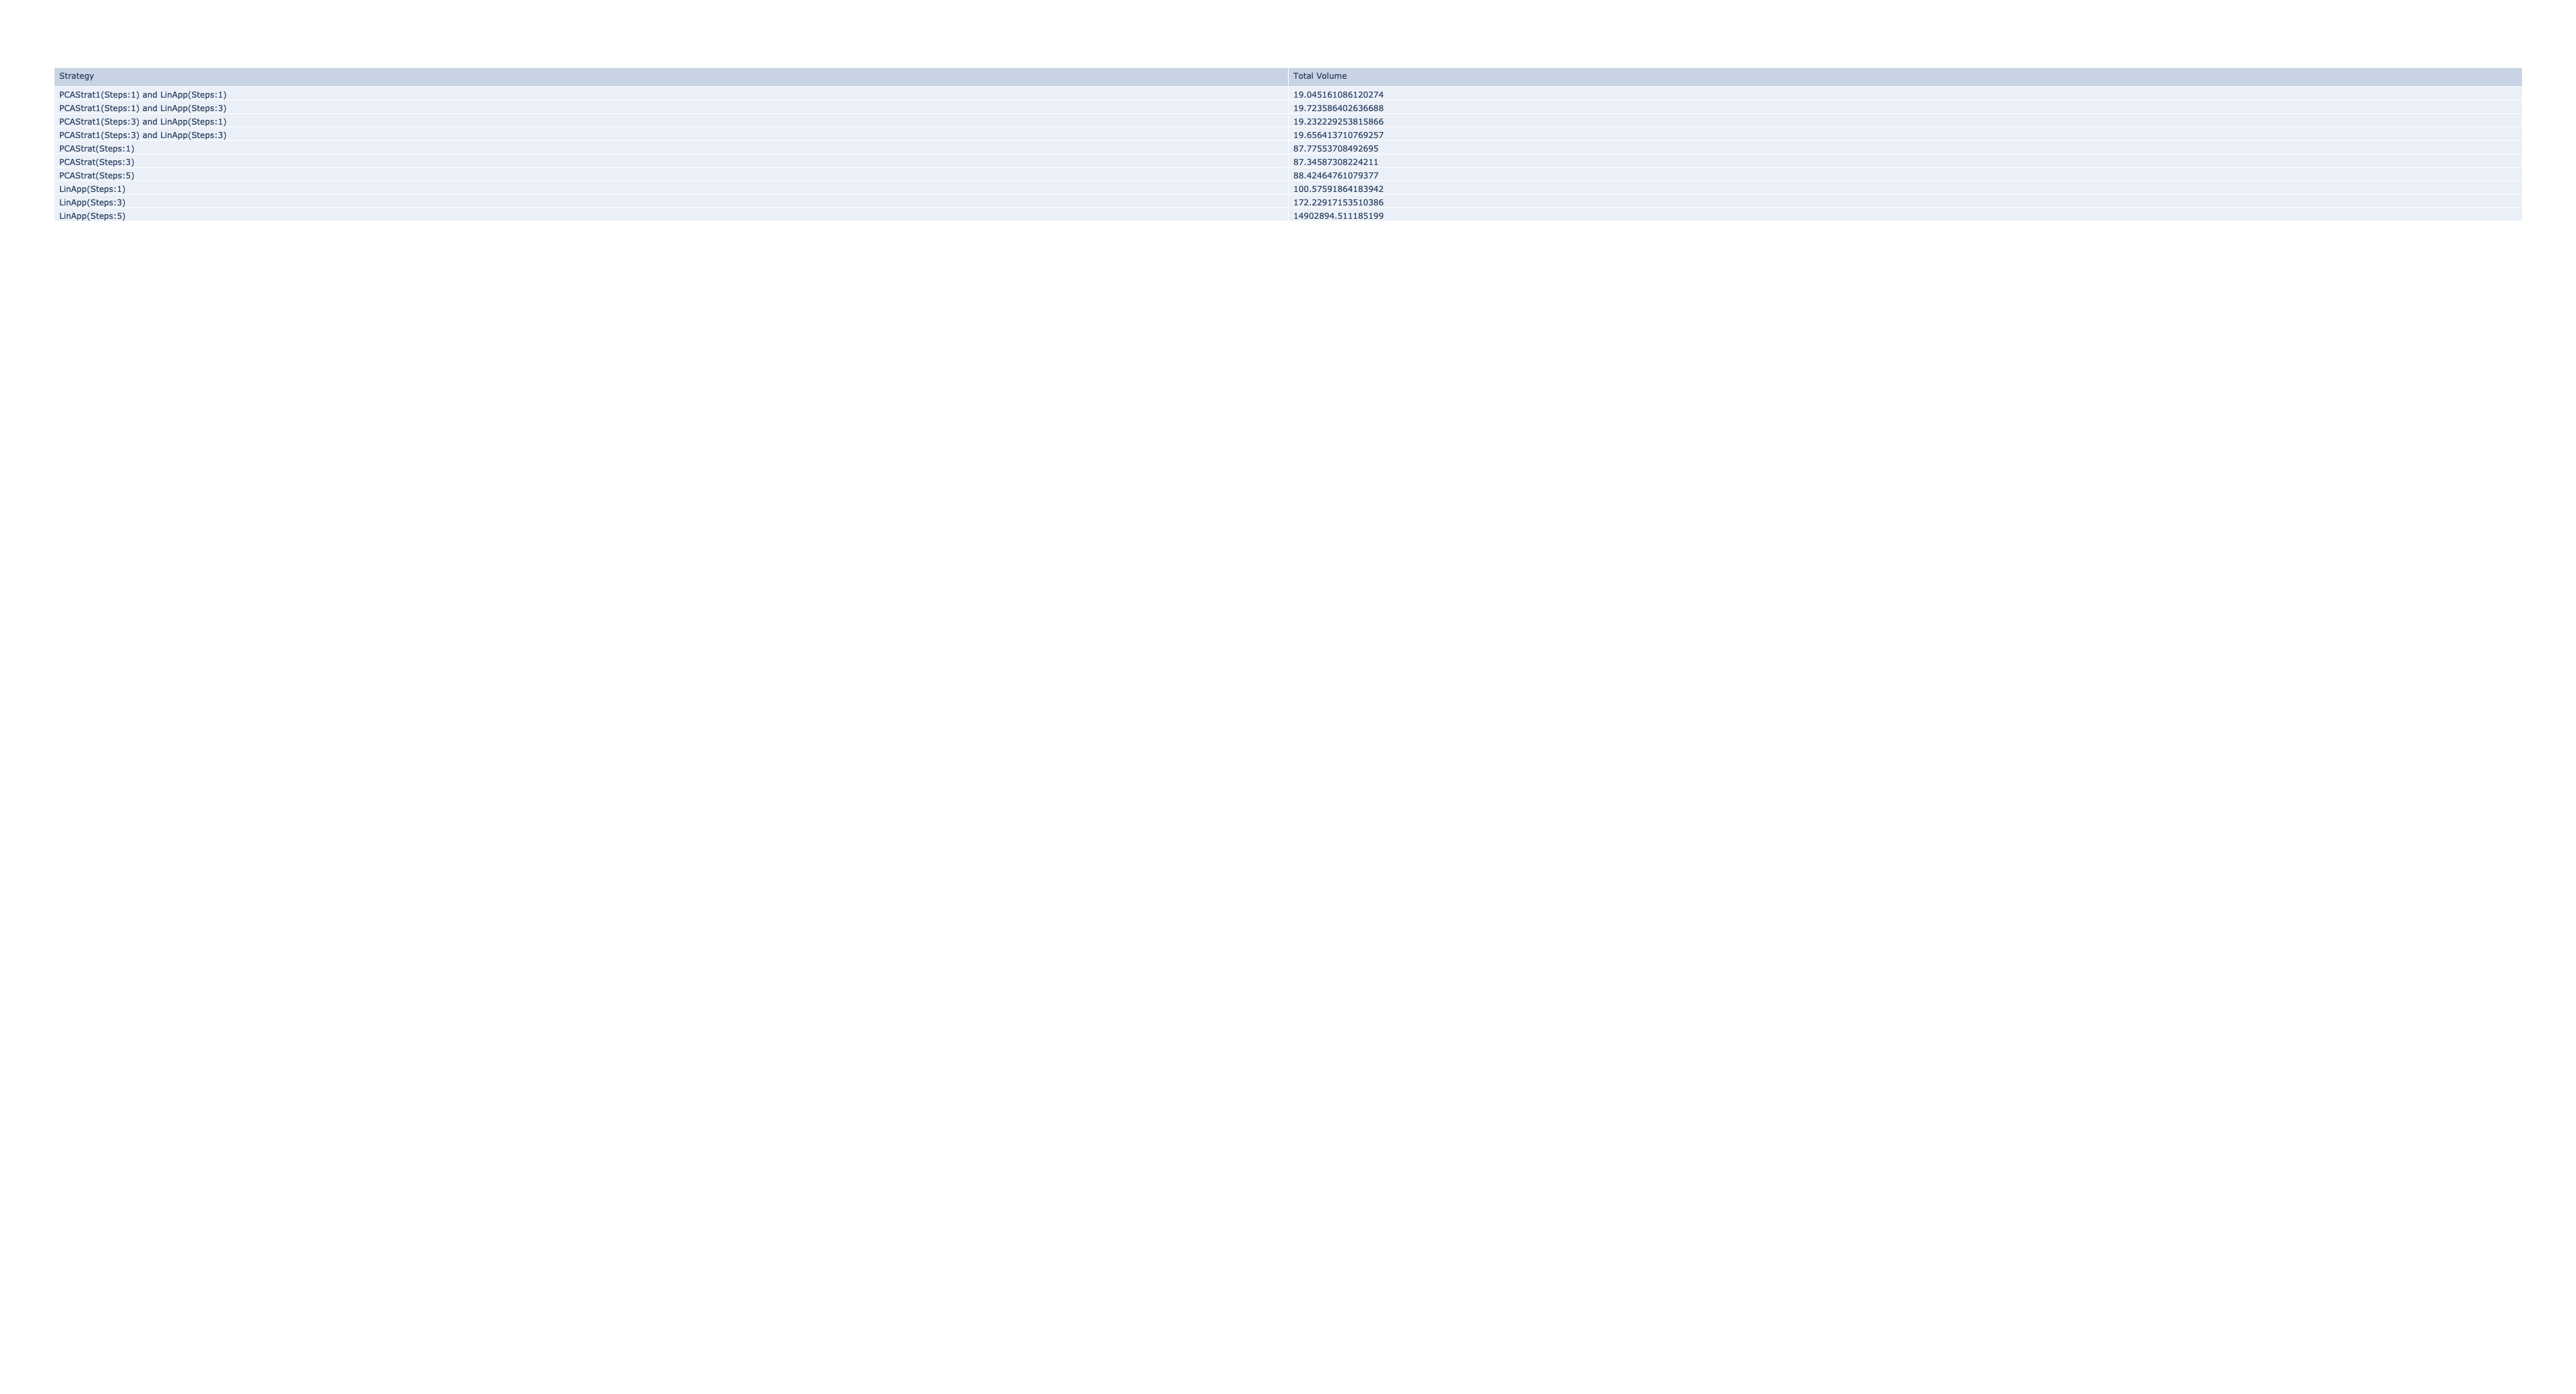 Strategy Total Volume
PCAStrat1(Steps:1) and LinApp(Steps:1) 19.045161086120274
PCAStrat1(Steps:1) and LinApp(Steps:3) 19.723586402636688
PCAStrat1(Steps:3) and LinApp(Steps:1) 19.232229253815866
PCAStrat1(Steps:3) and LinApp(Steps:3) 19.656413710769257
PCAStrat(Steps:1) 87.77553708492695
PCAStrat(Steps:3) 87.34587308224211
PCAStrat(Steps:5) 88.42464761079377
LinApp(Steps:1) 100.57591864183942
LinApp(Steps:3) 172.22917153510386
LinApp(Steps:5) 14902894.511185199